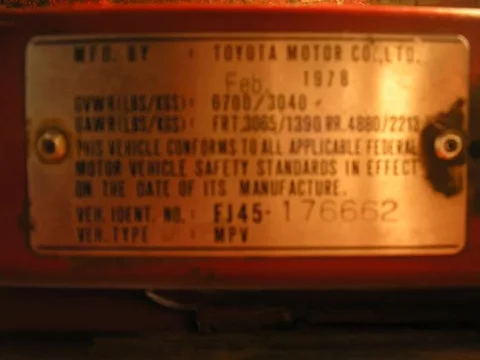 MFG. BY : TOYOTA MOTOR CO., LTD.
Feb. 1978
GVWR(LBS/KGS): 6700/3040
GAWR(LBS/KGS): FRT. 3065/1390 RR. 4880/2213
THIS VEHICLE CONFORMS TO ALL APPLICABLE FEDERAL
MOTOR VEHICLE SAFETY STANDARDS IN EFFECT
ON THE DATE OF ITS MANUFACTURE.
VEH. IDENT. NO.: FJ45-176662
VEH. TYPE : MPV